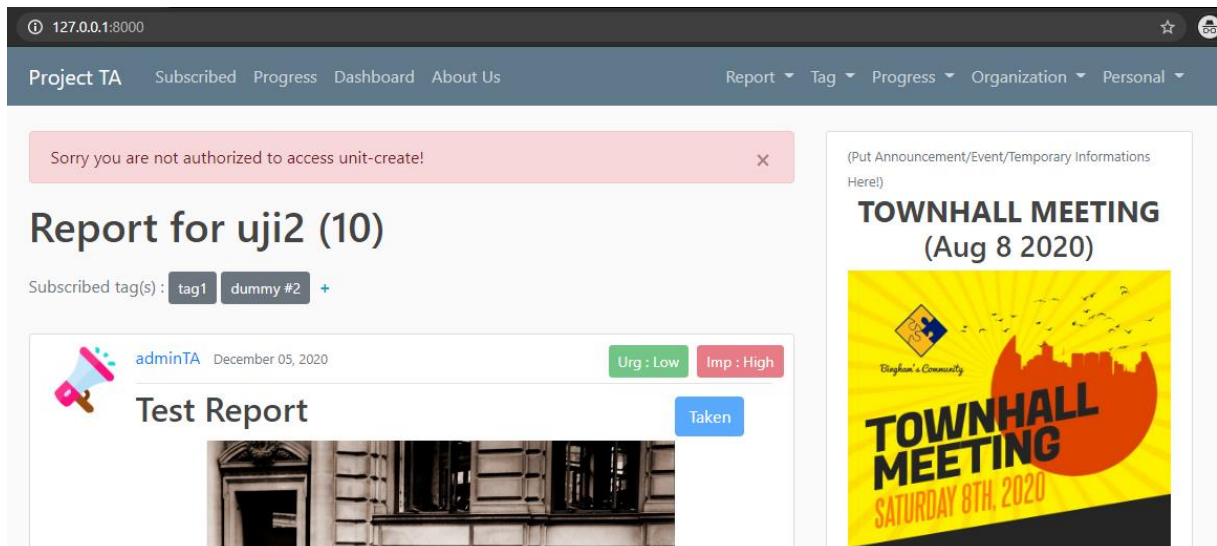 127.0.0.1:8000
Project TA Subscribed Progress Dashboard About Us Report Tag Progress Organization Personal
Sorry you are not authorized to access unit-create! ×
Report for uji2 (10)
Subscribed tag(s) : tag1 dummy #2 +
adminTA December 05, 2020 Urg : Low Imp : High
Test Report Taken
(Put Announcement/Event/Temporary Informations
Here!)
TOWNHALL MEETING
(Aug 8 2020)
Bingham's Community
TOWNHALL
MEETING
SATURDAY 8TH, 2020